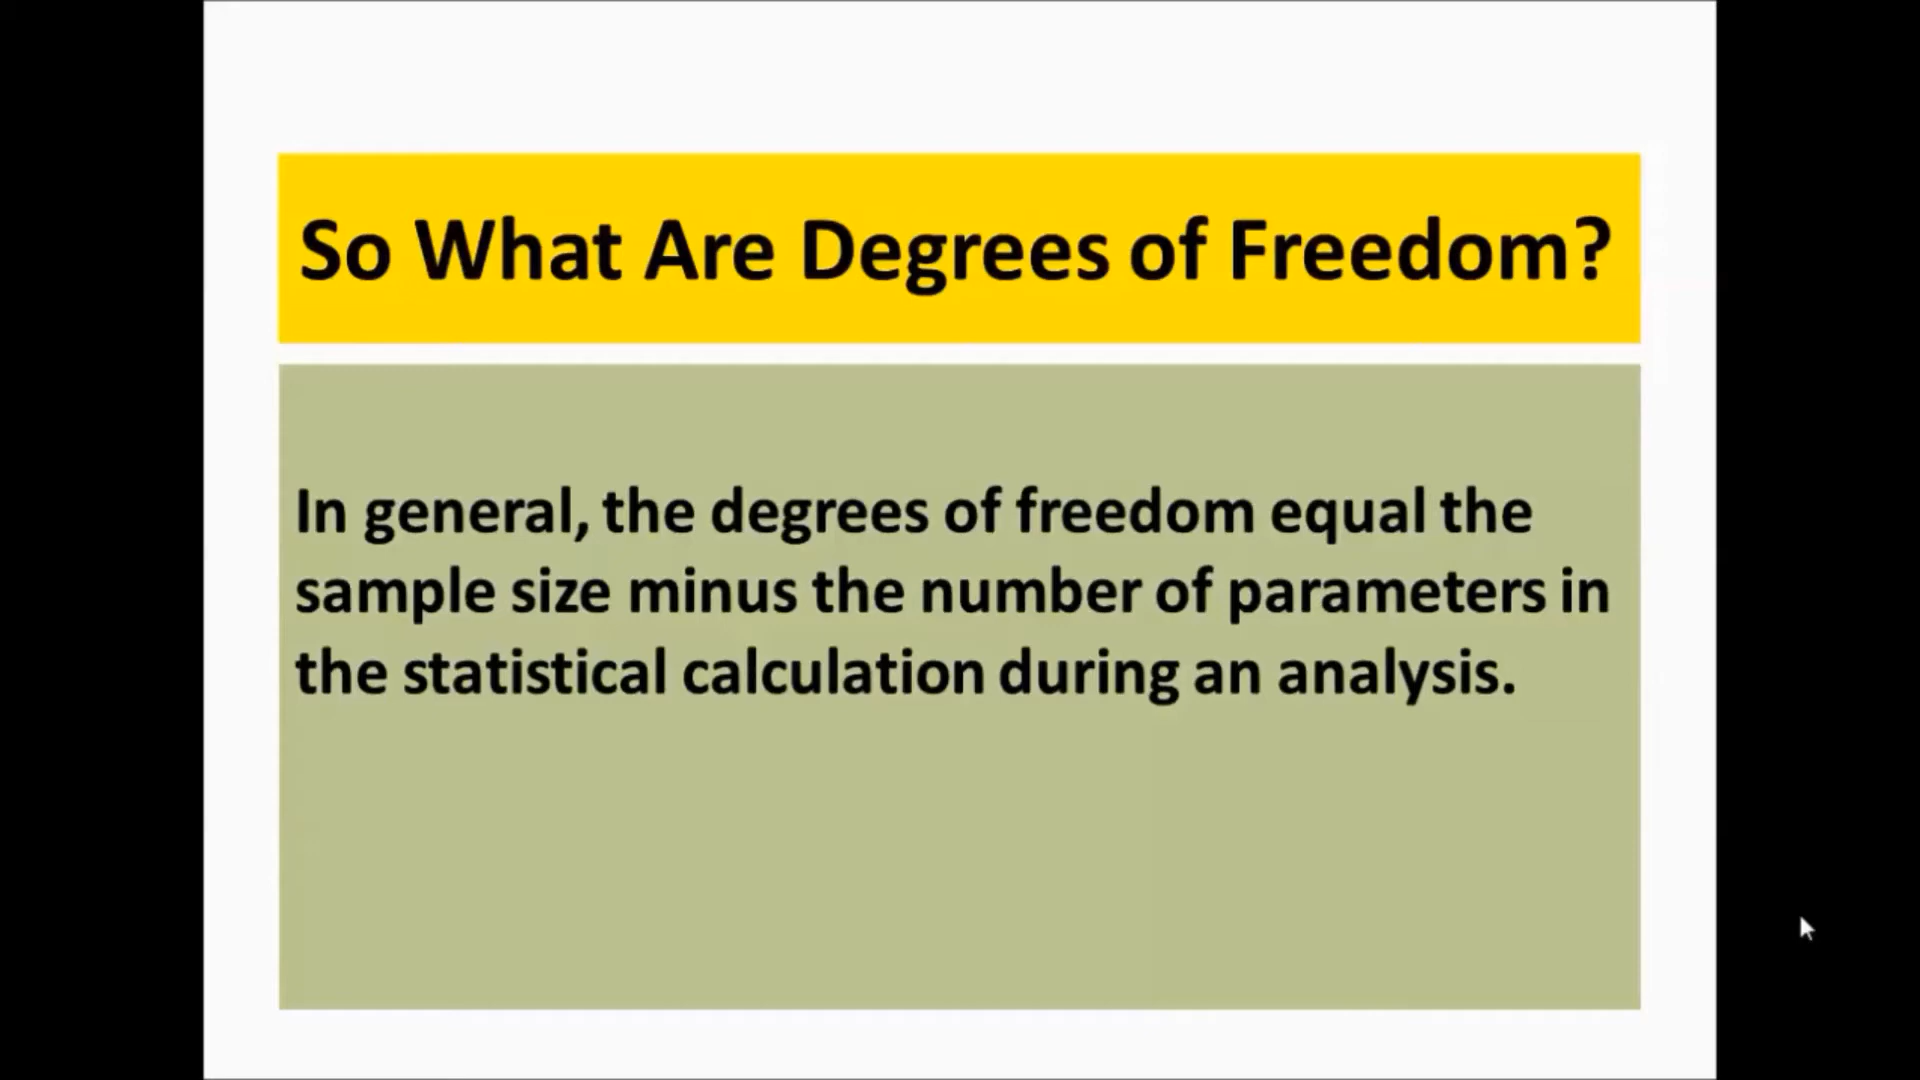 So What Are Degrees of Freedom?
In general, the degrees of freedom equal the
sample size minus the number of parameters in
the statistical calculation during an analysis.